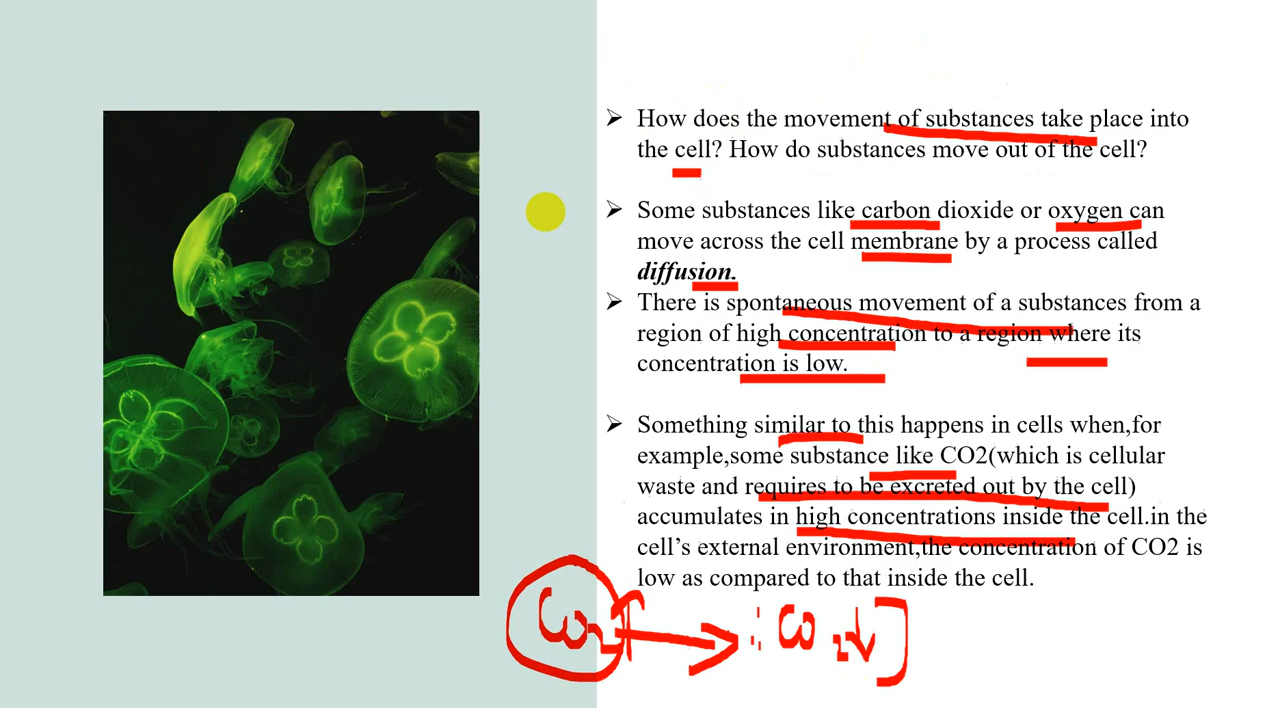 ➢ How does the movement of substances take place into
the cell? How do substances move out of the cell?
➢ Some substances like carbon dioxide or oxygen can
move across the cell membrane by a process called
diffusion.
➢ There is spontaneous movement of a substances from a
region of high concentration to a region where its
concentration is low.
➢ Something similar to this happens in cells when,for
example,some substance like CO2(which is cellular
waste and requires to be excreted out by the cell)
accumulates in high concentrations inside the cell.in the
cell’s external environment,the concentration of CO2 is
low as compared to that inside the cell.
CO2↑ → : CO2↓]